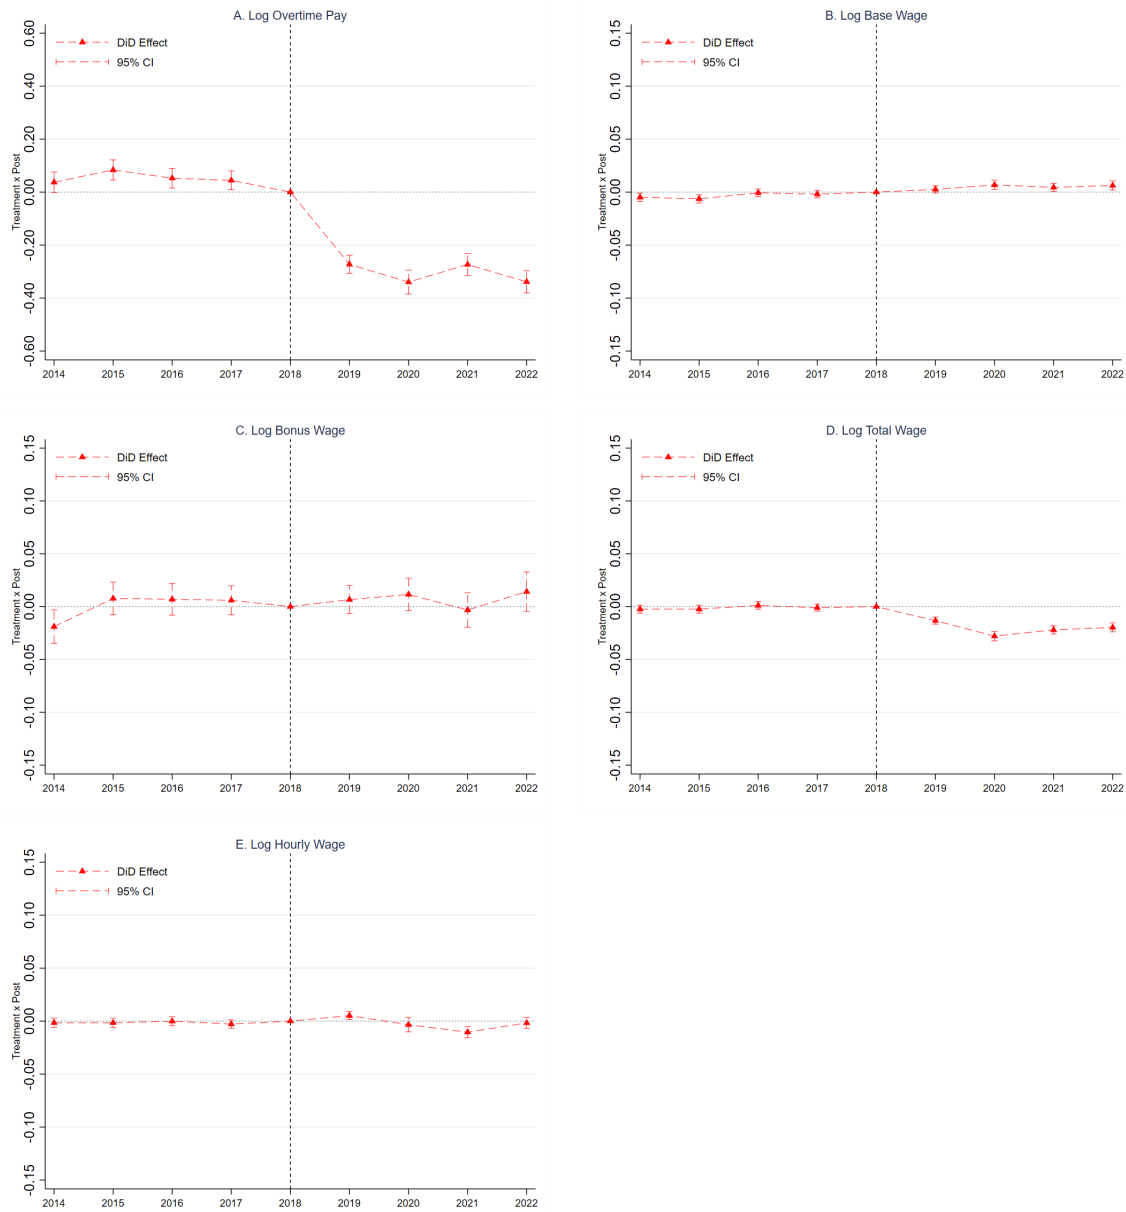 A. Log Overtime Pay
DiD Effect
95% CI
Treatment x Post
0.60
0.40
0.20
0.00
-0.20
-0.40
-0.60
2014 2015 2016 2017 2018 2019 2020 2021 2022
B. Log Base Wage
DiD Effect
95% CI
Treatment x Post
0.15
0.10
0.05
0.00
-0.05
-0.10
-0.15
2014 2015 2016 2017 2018 2019 2020 2021 2022
C. Log Bonus Wage
DiD Effect
95% CI
Treatment x Post
0.15
0.10
0.05
0.00
-0.05
-0.10
-0.15
2014 2015 2016 2017 2018 2019 2020 2021 2022
D. Log Total Wage
DiD Effect
95% CI
Treatment x Post
0.15
0.10
0.05
0.00
-0.05
-0.10
-0.15
2014 2015 2016 2017 2018 2019 2020 2021 2022
E. Log Hourly Wage
DiD Effect
95% CI
Treatment x Post
0.15
0.10
0.05
0.00
-0.05
-0.10
-0.15
2014 2015 2016 2017 2018 2019 2020 2021 2022